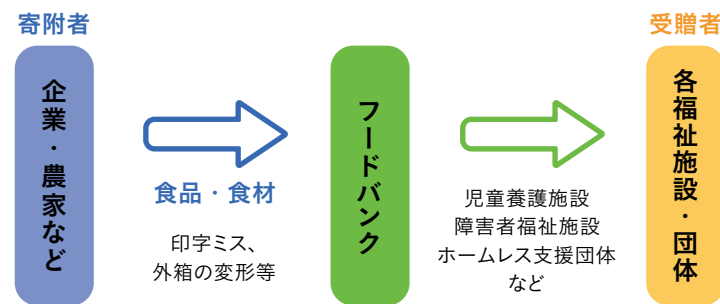 寄附者
受贈者
企業・農家など
食品・食材
印字ミス、
外箱の変形等
フードバンク
児童養護施設
障害者福祉施設
ホームレス支援団体
など
各福祉施設・団体